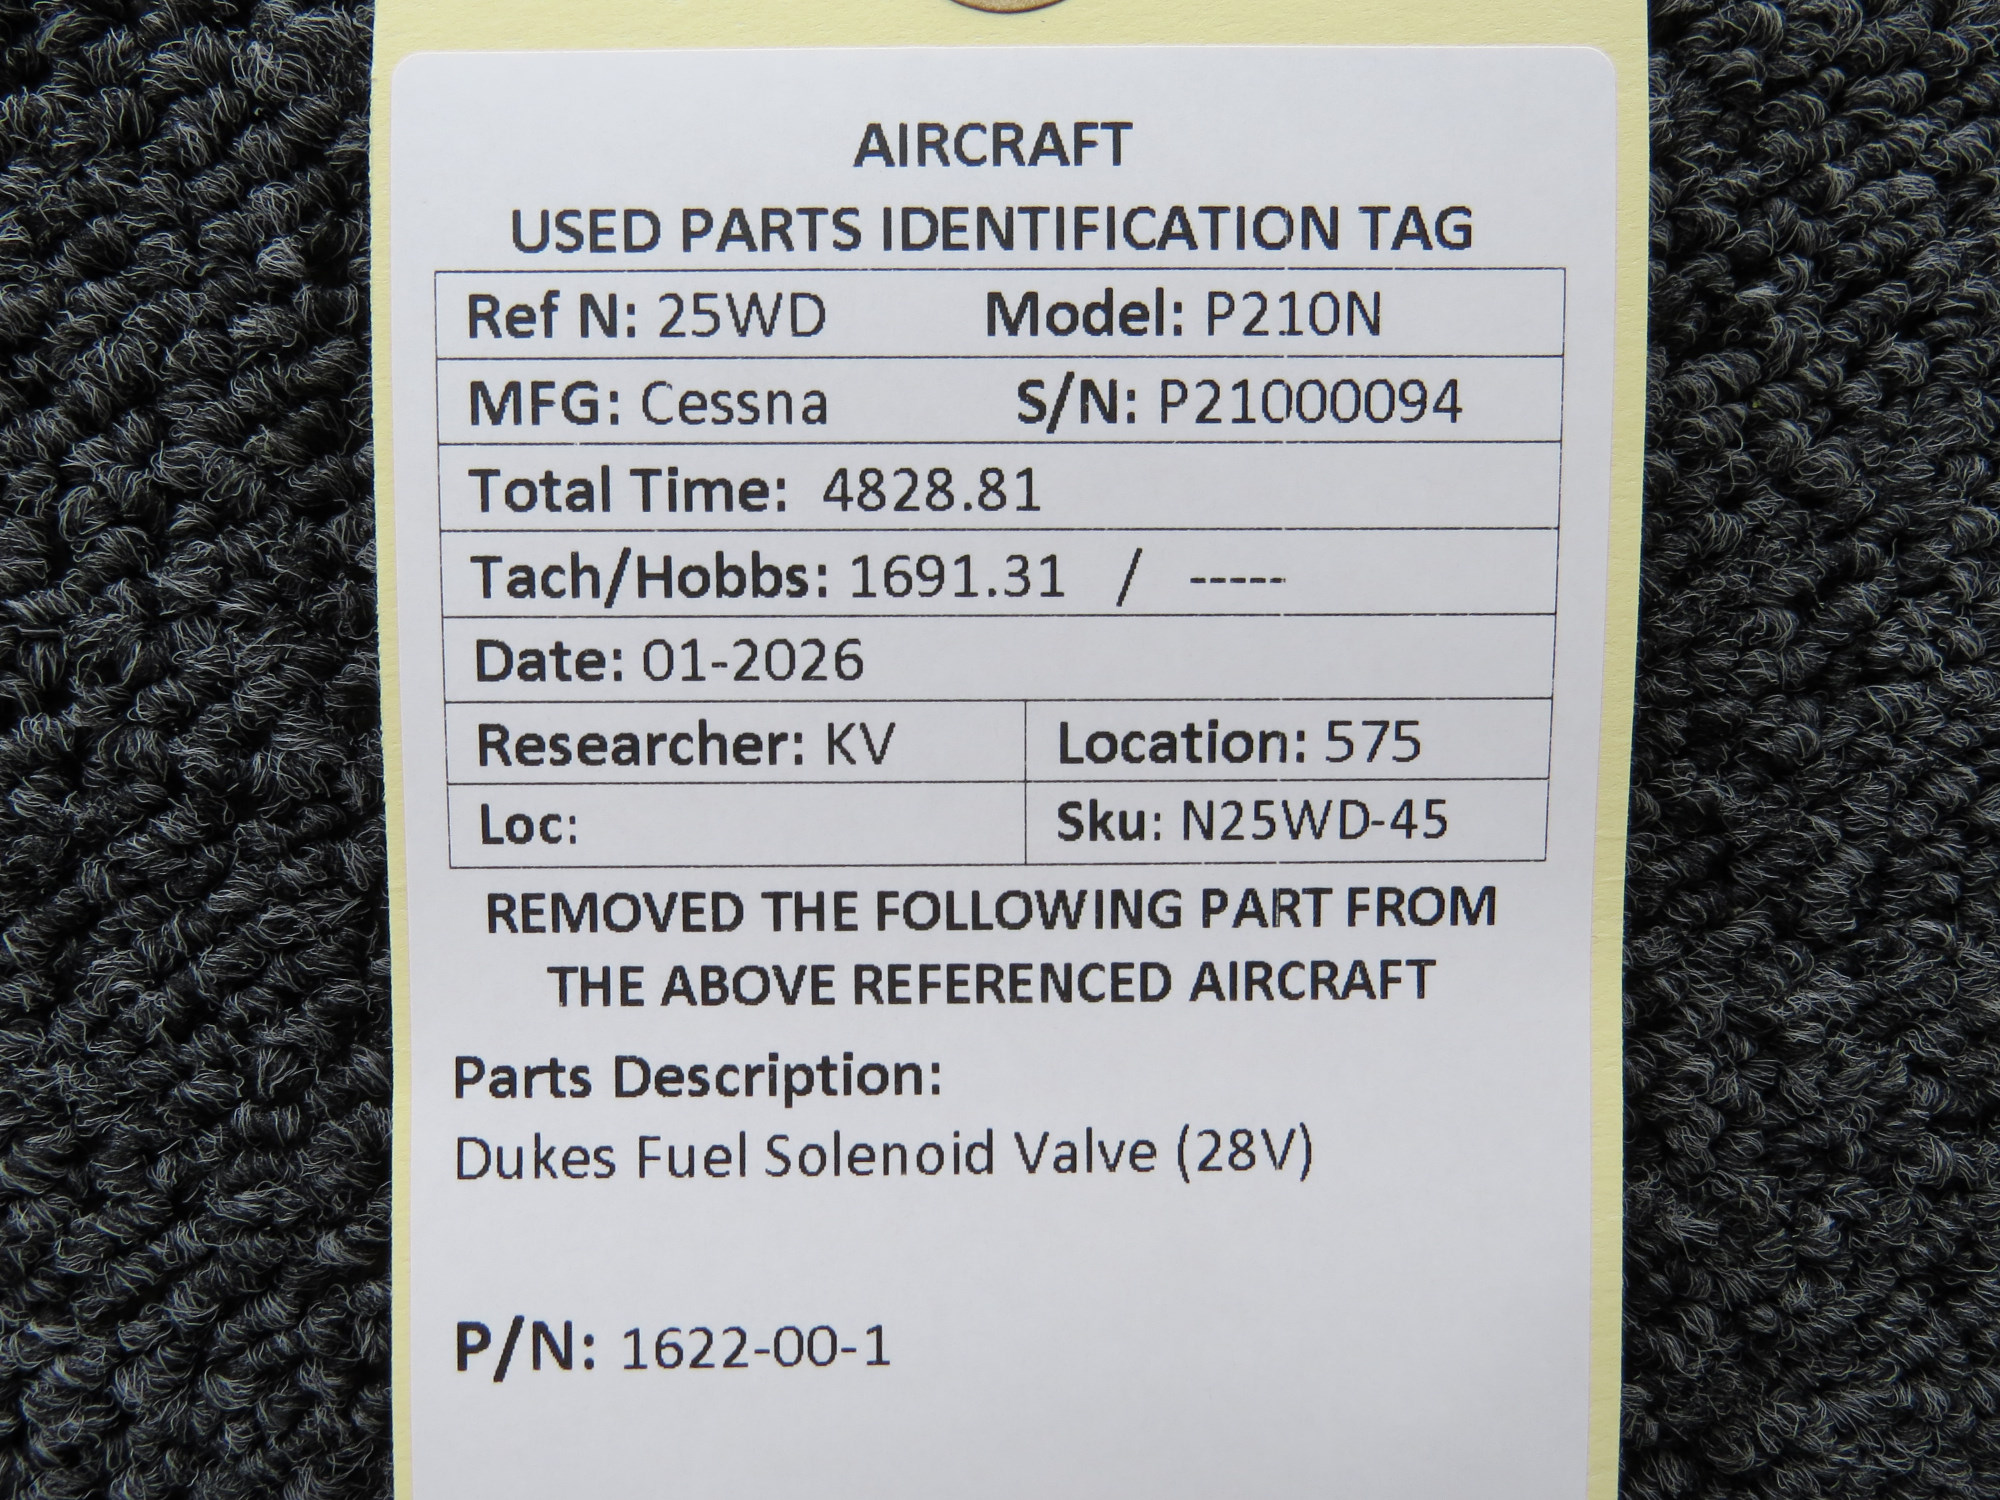 AIRCRAFT
USED PARTS IDENTIFICATION TAG
Ref N: 25WD Model: P210N
MFG: Cessna S/N: P21000094
Total Time: 4828.81
Tach/Hobbs: 1691.31 / -----
Date: 01-2026
Researcher: KV Location: 575
Loc: Sku: N25WD-45
REMOVED THE FOLLOWING PART FROM
THE ABOVE REFERENCED AIRCRAFT
Parts Description:
Dukes Fuel Solenoid Valve (28V)
P/N: 1622-00-1